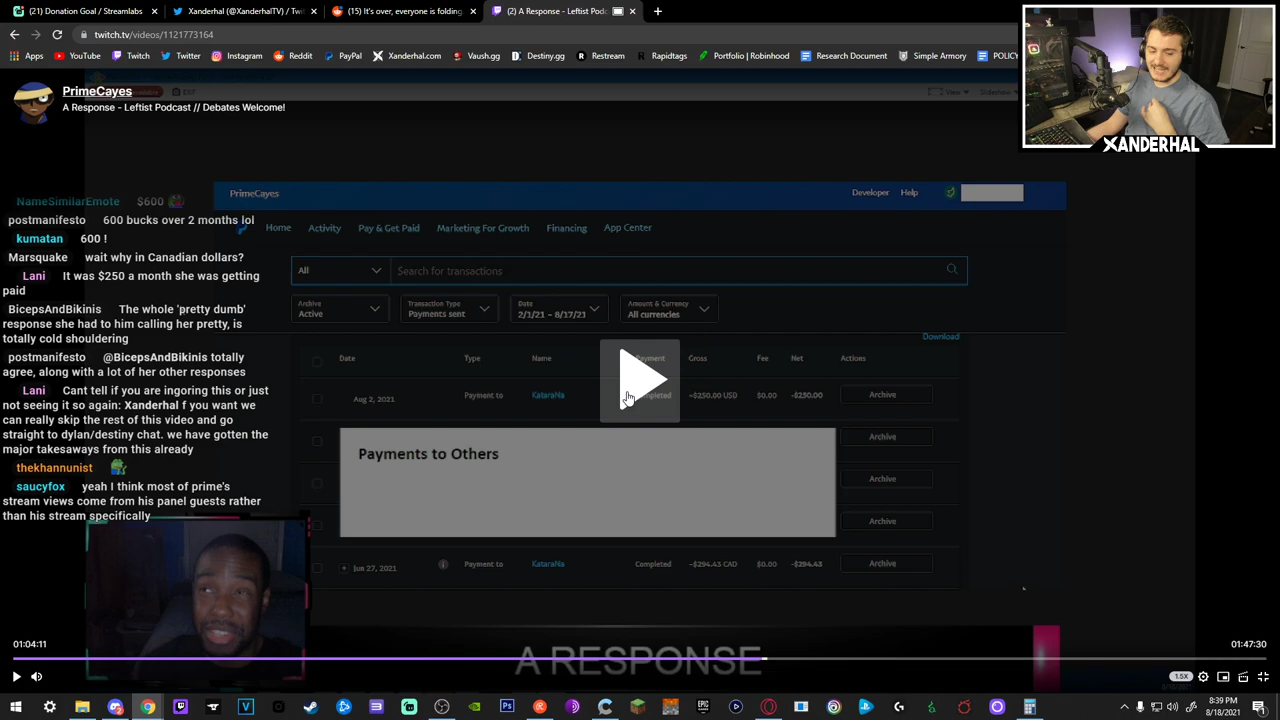 (21) Donation Goal / Streamlabs
Xanderhal (@XanderhalTV) / Twit
(15) It's over, everyone is folding
(2) A Response - Leftist Podc
twitch.tv/videos/1121773164
Apps
YouTube
Twitch
Twitter
Instagram
Reddit
PayPal
Xanderhal.com
Vaush.gg
Destiny.gg
Restream
Rapidtags
Portfolio | Robinhood
Research Document
Simple Armory
POLICY
PrimeCayes
A Response - Leftist Podcast // Debates Welcome!
View
Slideshow
XANDERHAL
PrimeCayes
Developer
Help
Home
Activity
Pay & Get Paid
Marketing For Growth
Financing
App Center
All
Search for transactions
Archive
Active
Transaction Type
Payments sent
Date
2/1/21 – 8/17/21
Amount & Currency
All currencies
Download
Date
Type
Name
Payment
Gross
Fee
Net
Actions
Aug 2, 2021
Payment to
KataraNa
-$250.00 USD
$0.00
-$250.00
Archive
Payments to Others
Archive
Archive
Archive
Jun 27, 2021
Payment to
KataraNa
Completed
-$294.43 CAD
$0.00
-$294.43
Archive
NameSimilarEmote $600
postmanifesto 600 bucks over 2 months lol
kumatan 600 !
Marsquake wait why in Canadian dollars?
Lani It was $250 a month she was getting
paid
BicepsAndBikinis The whole 'pretty dumb'
response she had to him calling her pretty, is
totally cold shouldering
postmanifesto @BicepsAndBikinis totally
agree, along with a lot of her other responses
Lani Cant tell if you are ingoring this or just
not seeing it so again: Xanderhal f you want we
can really skip the rest of this video and go
straight to dylan/destiny chat. we have gotten the
major takesaways from this already
thekhannunist
saucyfox yeah I think most of prime's
stream views come from his panel guests rather
than his stream specifically
A RESPONSE
01:04:11
01:47:30
1.5X
8:39 PM
8/18/2021